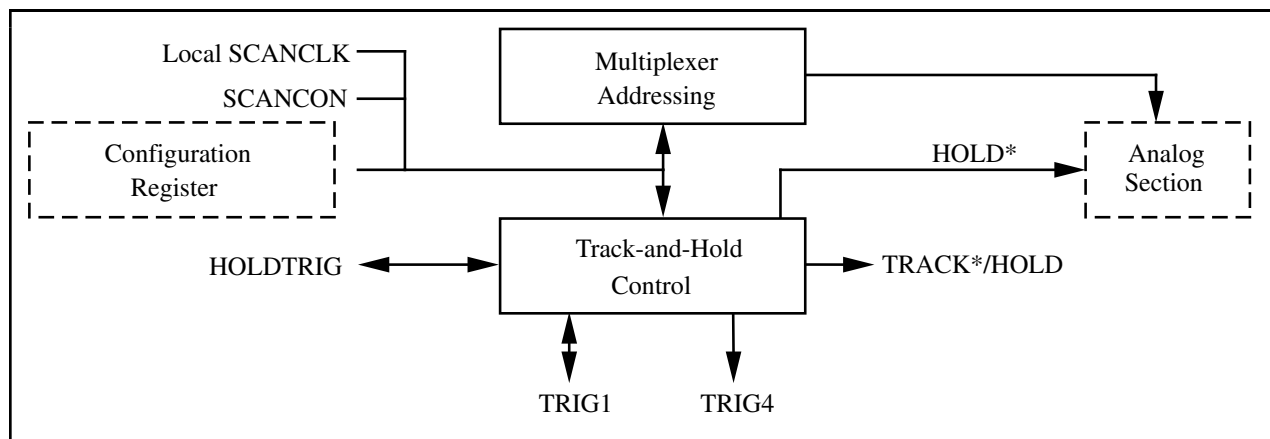 Local SCANCLK
SCANCON
Configuration
Register
Multiplexer
Addressing
HOLD*
Analog
Section
HOLDTRIG
Track-and-Hold
Control
TRACK*/HOLD
TRIG1
TRIG4